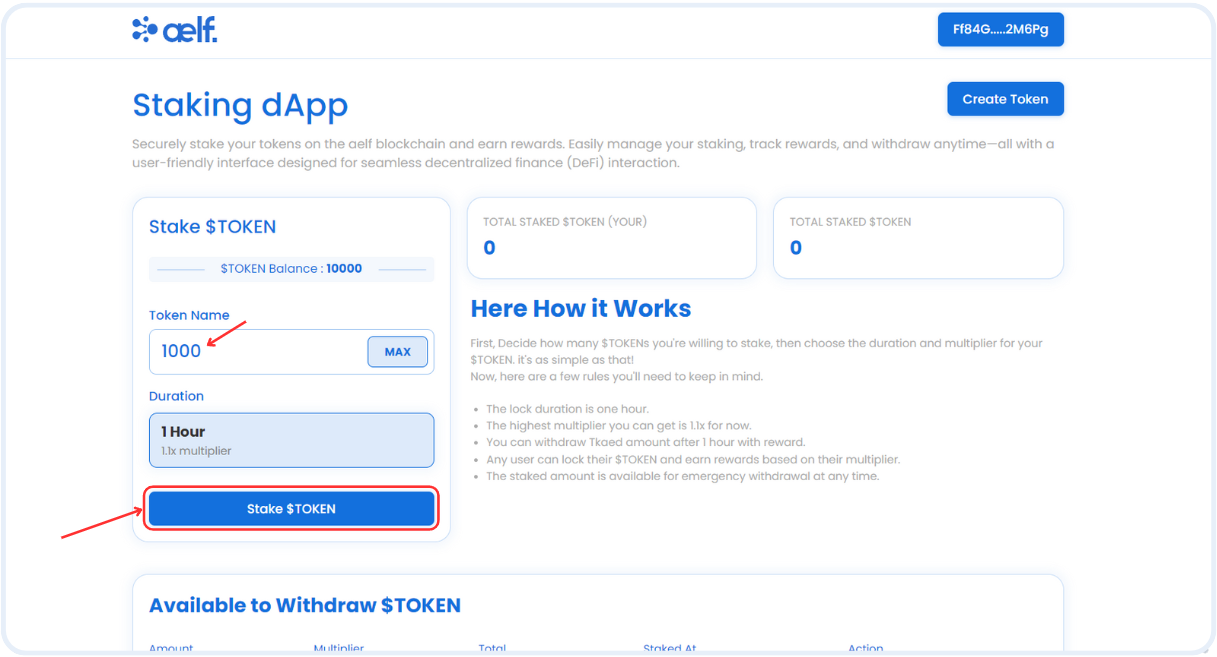 aelf.
Ff84G.....2M6Pg
Staking dApp
Create Token
Securely stake your tokens on the aelf blockchain and earn rewards. Easily manage your staking, track rewards, and withdraw anytime—all with a
user-friendly interface designed for seamless decentralized finance (DeFi) interaction.
Stake $TOKEN
$TOKEN Balance : 10000
Token Name
1000
MAX
Duration
1 Hour
1.1x multiplier
Stake $TOKEN
TOTAL STAKED $TOKEN (YOUR)
0
TOTAL STAKED $TOKEN
0
Here How it Works
First, Decide how many $TOKENs you're willing to stake, then choose the duration and multiplier for your
$TOKEN. it's as simple as that!
Now, here are a few rules you'll need to keep in mind.
• The lock duration is one hour.
• The highest multiplier you can get is 1.1x for now.
• You can withdraw Tkaed amount after 1 hour with reward.
• Any user can lock their $TOKEN and earn rewards based on their multiplier.
• The staked amount is available for emergency withdrawal at any time.
Available to Withdraw $TOKEN
Amount Multiplier Total Staked At Action